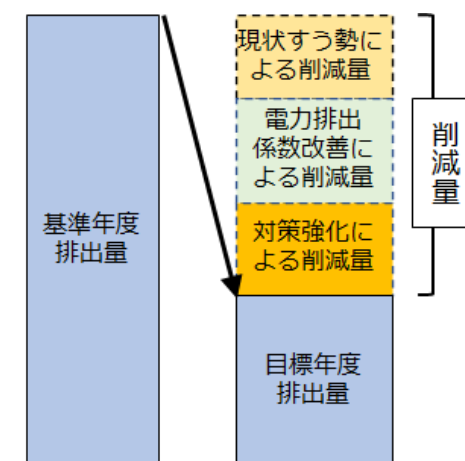 基準年度
排出量
現状すう勢に
よる削減量
電力排出
係数改善に
よる削減量
対策強化に
よる削減量
目標年度
排出量
削減量